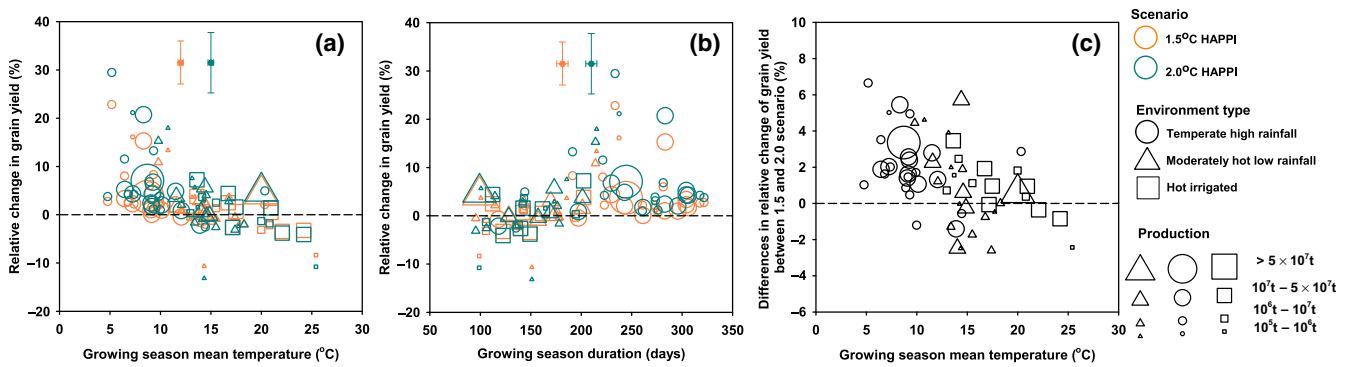 (a)
Relative change in grain yield (%)
40
30
20
10
0
–10
–20
0
5
10
15
20
25
30
Growing season mean temperature (°C)
(b)
Relative change in grain yield (%)
40
30
20
10
0
–10
–20
50
100
150
200
250
300
350
Growing season duration (days)
(c)
Differences in relative change of grain yield
between 1.5 and 2.0 scenario (%)
10
8
6
4
2
0
–2
–4
–6
0
5
10
15
20
25
30
Growing season mean temperature (°C)
Scenario
1.5°C HAPPI
2.0°C HAPPI
Environment type
Temperate high rainfall
Moderately hot low rainfall
Hot irrigated
Production
> 5 × 10⁷t
10⁷t – 5 × 10⁷t
10⁶t – 10⁷t
10⁵t – 10⁶t